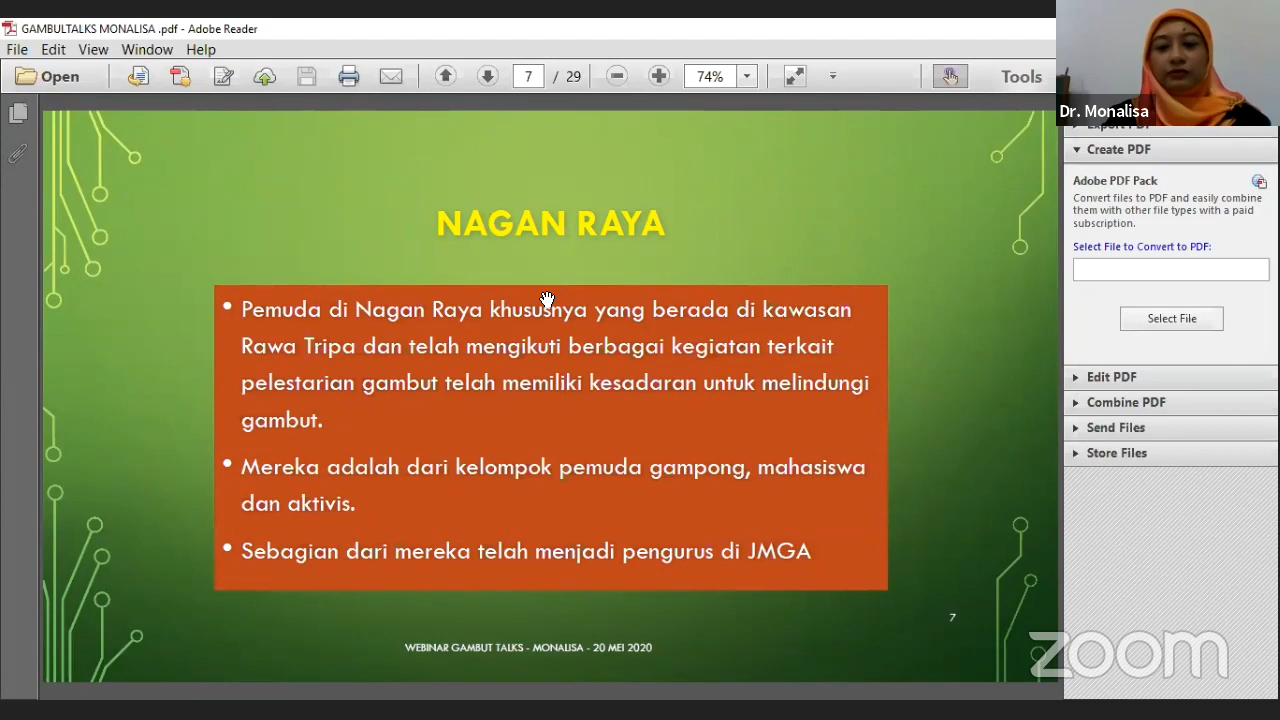 GAMBULTALKS MONALISA .pdf - Adobe Reader
File Edit View Window Help
Open 7 / 29 74% Tools
Dr. Monalisa
Export PDF
Create PDF
Adobe PDF Pack
Convert files to PDF and easily combine
them with other file types with a paid
subscription.
Select File to Convert to PDF:
Select File
Edit PDF
Combine PDF
Send Files
Store Files
NAGAN RAYA
• Pemuda di Nagan Raya khususnya yang berada di kawasan
Rawa Tripa dan telah mengikuti berbagai kegiatan terkait
pelestarian gambut telah memiliki kesadaran untuk melindungi
gambut.
• Mereka adalah dari kelompok pemuda gampong, mahasiswa
dan aktivis.
• Sebagian dari mereka telah menjadi pengurus di JMGA
7
WEBINAR GAMBUT TALKS - MONALISA - 20 MEI 2020
zoom